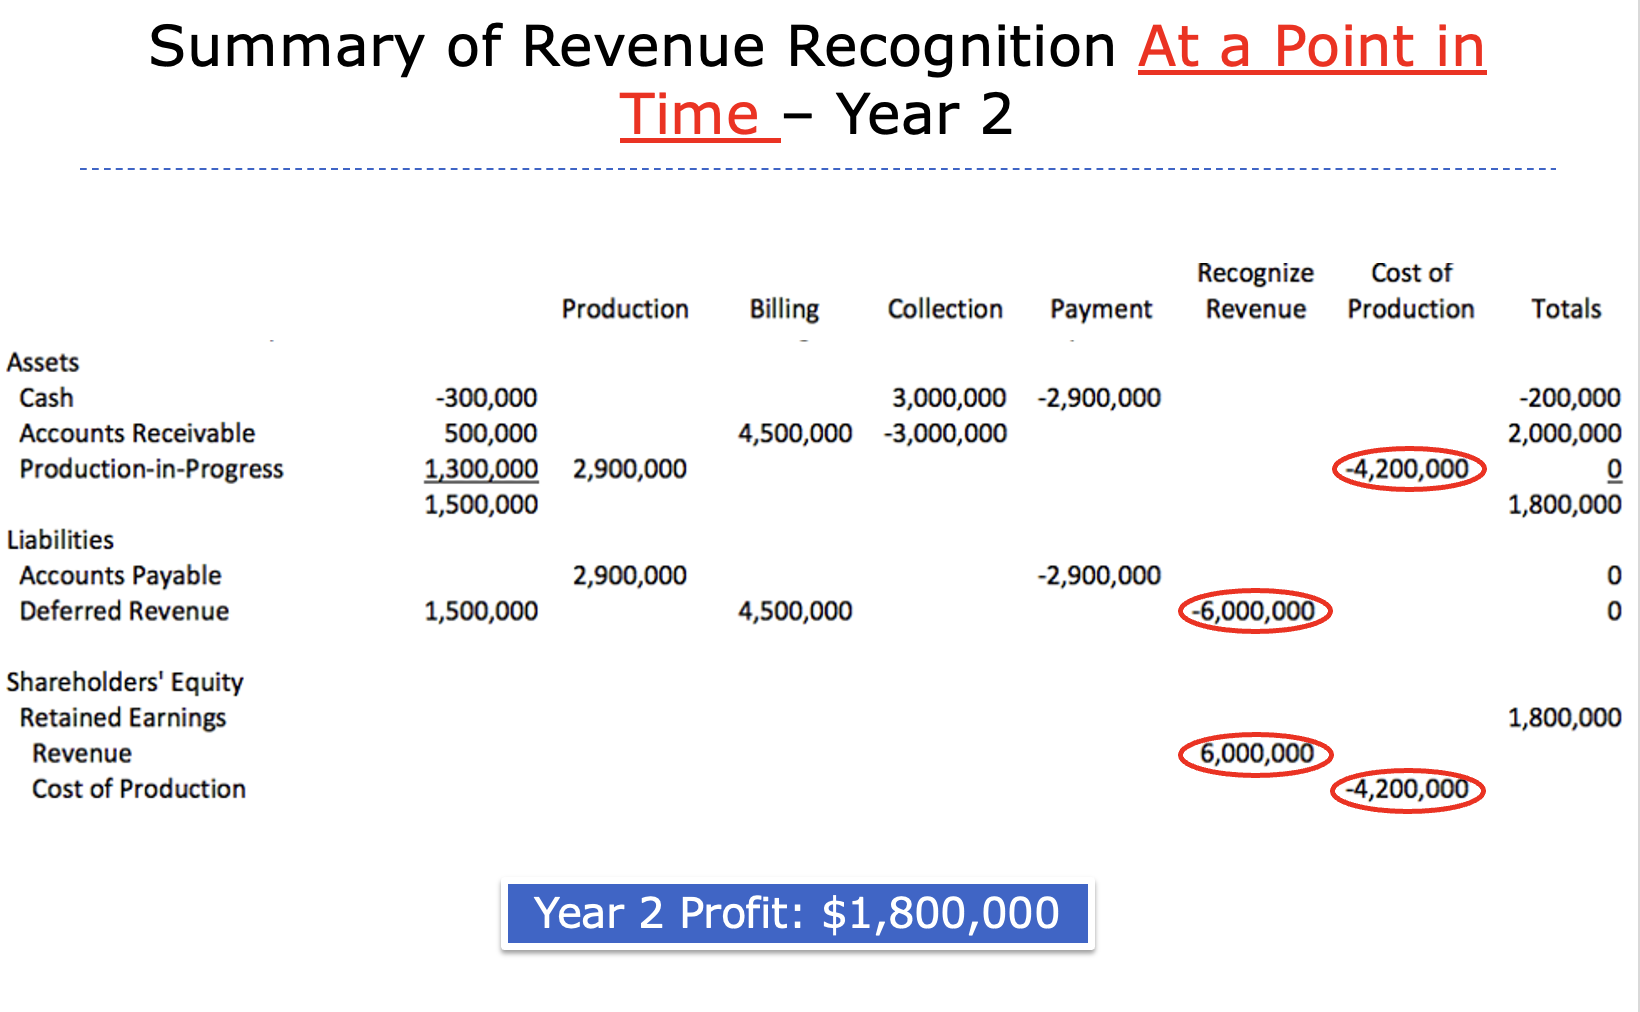 Summary of Revenue Recognition At a Point in
Time – Year 2
Recognize Cost of
Production Billing Collection Payment Revenue Production Totals
Assets
Cash -300,000 3,000,000 -2,900,000 -200,000
Accounts Receivable 500,000 4,500,000 -3,000,000 2,000,000
Production-in-Progress 1,300,000 2,900,000 -4,200,000 0
1,500,000 1,800,000
Liabilities
Accounts Payable 2,900,000 -2,900,000 0
Deferred Revenue 1,500,000 4,500,000 -6,000,000 0
Shareholders' Equity
Retained Earnings 1,800,000
Revenue 6,000,000
Cost of Production -4,200,000
Year 2 Profit: $1,800,000